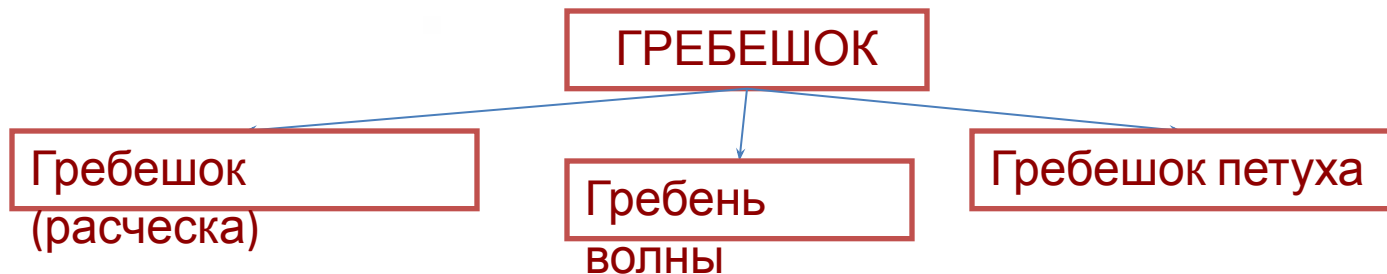 ГРЕБЕШОК
Гребешок
(расческа)
Гребень
волны
Гребешок петуха